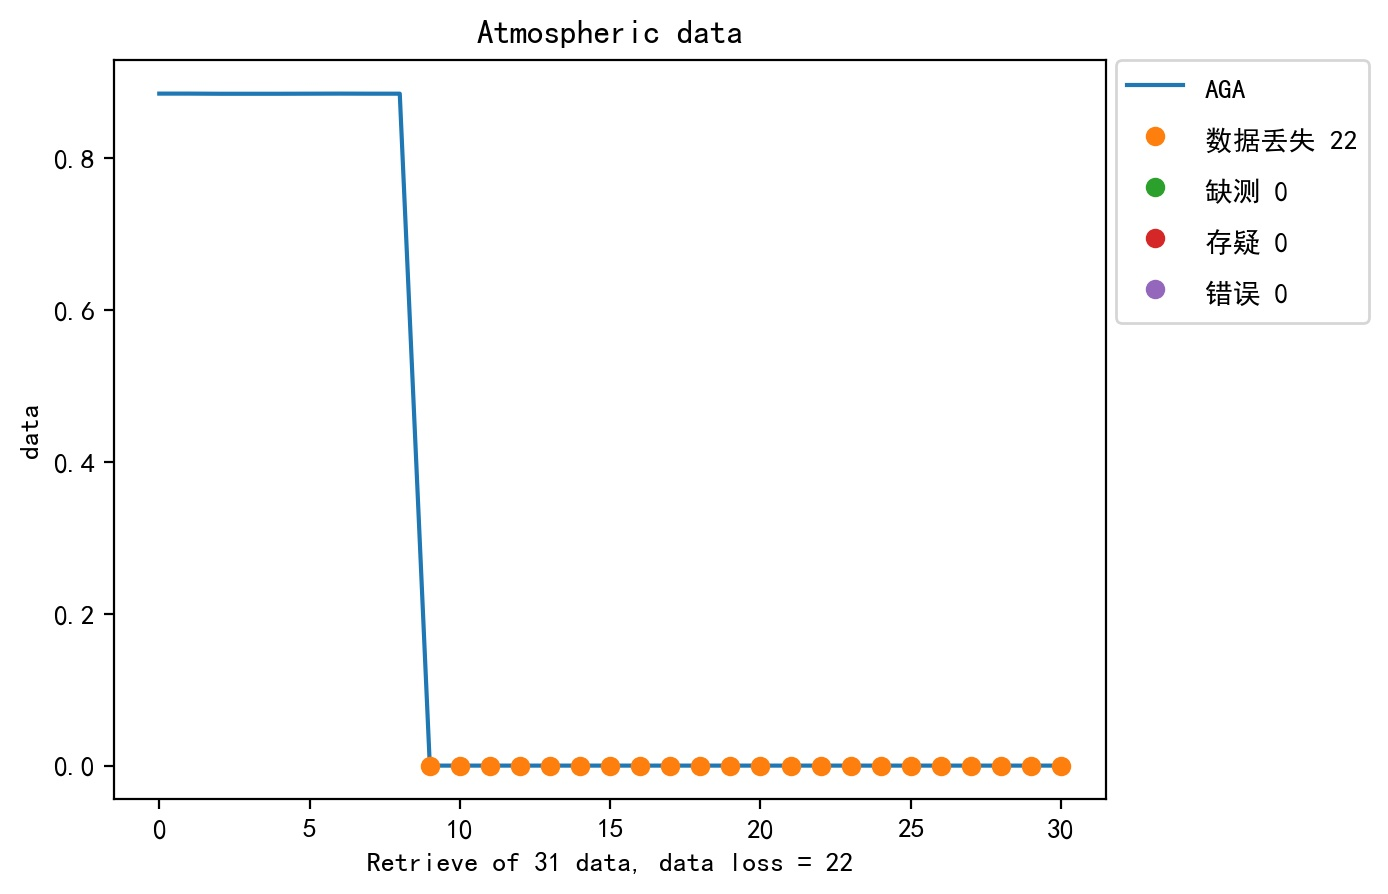 Atmospheric data
AGA
数据丢失 22
缺测 0
存疑 0
错误 0
data
0.8
0.6
0.4
0.2
0.0
0 5 10 15 20 25 30
Retrieve of 31 data, data loss = 22